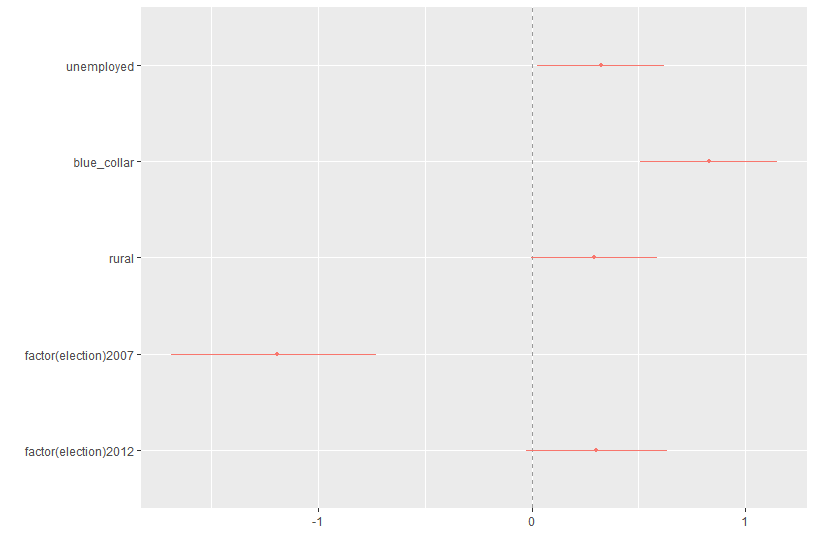 unemployed
blue_collar
rural
factor(election)2007
factor(election)2012
-1 0 1